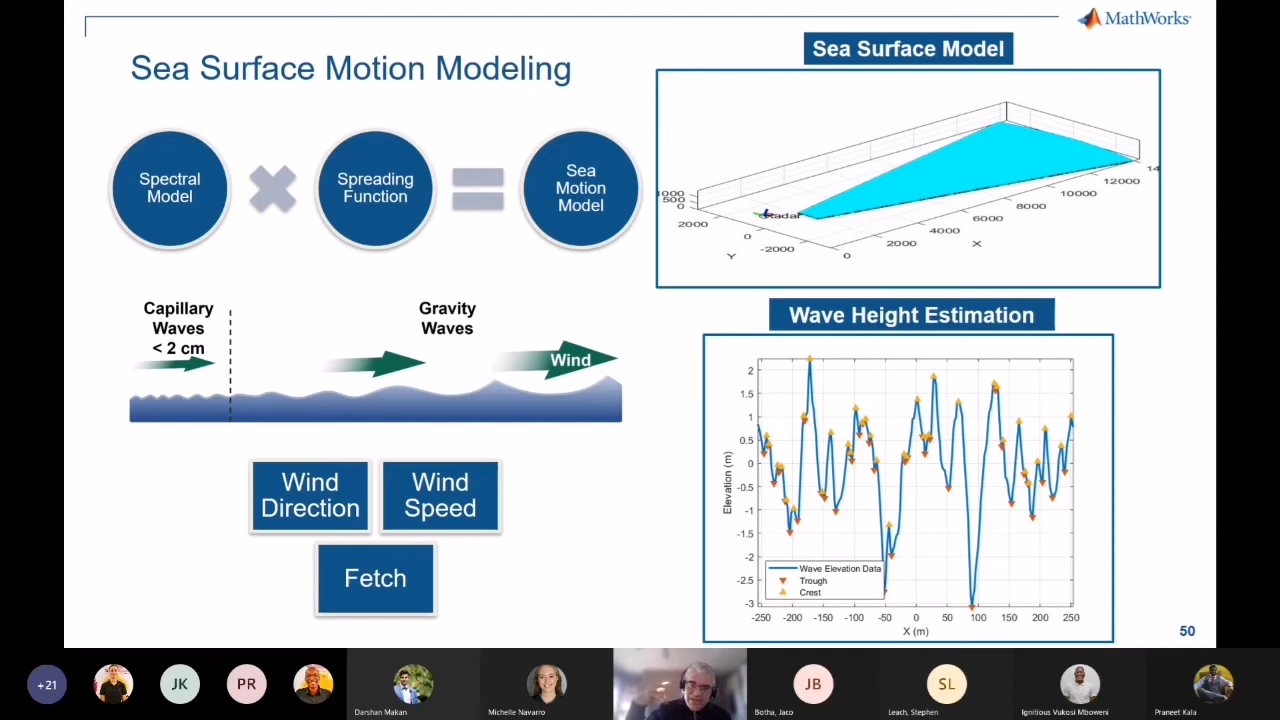 MathWorks®
Sea Surface Motion Modeling
Spectral
Model
Spreading
Function
Sea
Motion
Model
Capillary
Waves
< 2 cm
Gravity
Waves
Wind
Wind
Direction
Wind
Speed
Fetch
Sea Surface Model
1000
500
0
2000
0
-2000
Y
Radar
0
2000
4000
6000
8000
10000
12000
14
X
Wave Height Estimation
2
1.5
1
0.5
0
-0.5
-1
-1.5
-2
-2.5
-3
Elevation (m)
Wave Elevation Data
Trough
Crest
-250 -200 -150 -100 -50 0 50 100 150 200 250
X (m)
50
+21
JK
PR
Darshan Makan
Michelle Navarro
JB
Botha, Jaco
SL
Leach, Stephen
Ignitious Vukosi Mboweni
Praneet Kala